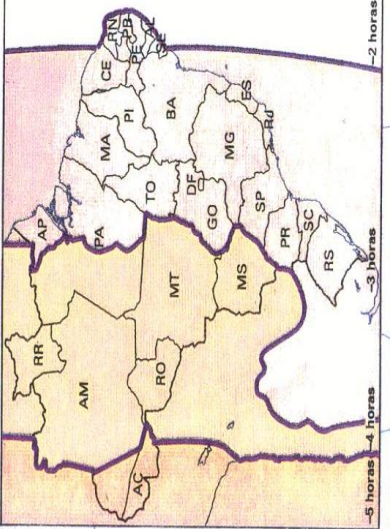 RR
AP
AM
PA
MA
CE
RN
PB
PE
AL
SE
PI
AC
RO
TO
BA
MT
DF
GO
MG
ES
MS
SP
RJ
PR
SC
RS
-5 horas
-4 horas
-3 horas
-2 horas